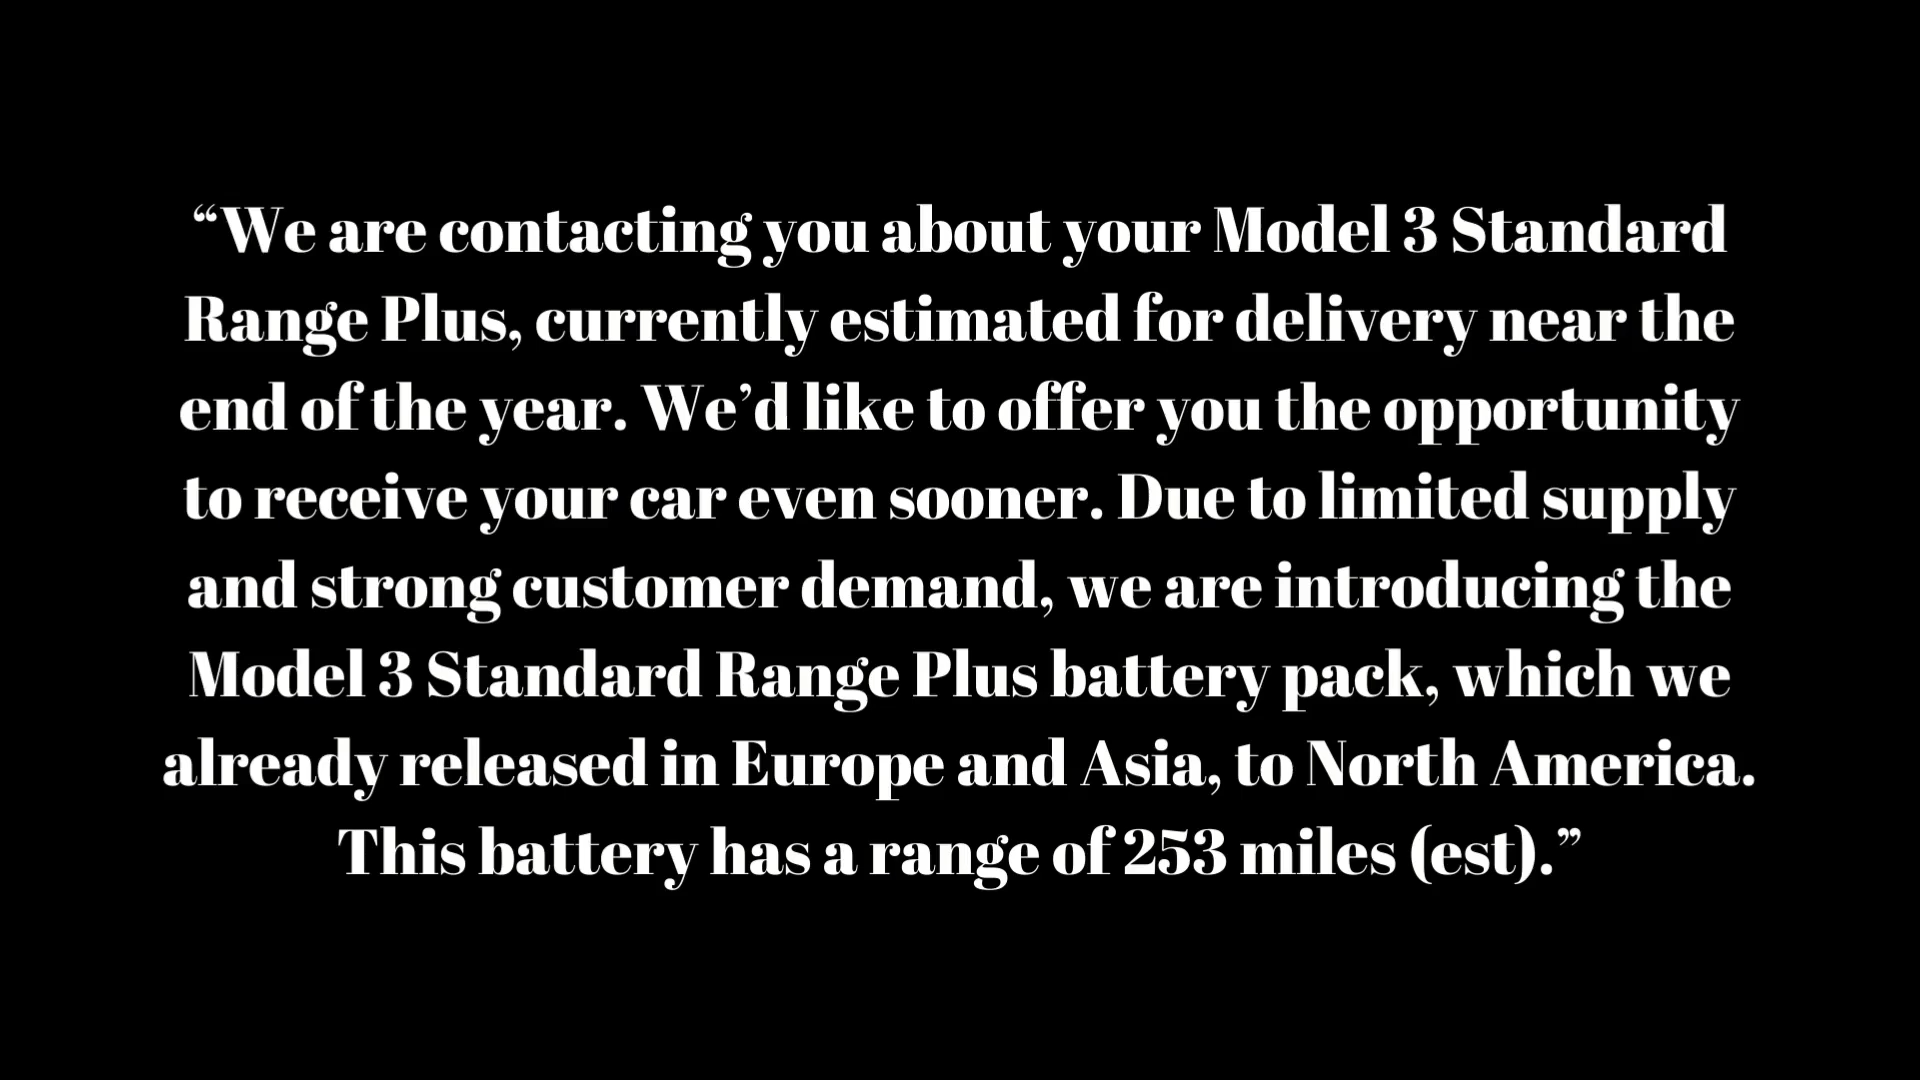 “We are contacting you about your Model 3 Standard
Range Plus, currently estimated for delivery near the
end of the year. We’d like to offer you the opportunity
to receive your car even sooner. Due to limited supply
and strong customer demand, we are introducing the
Model 3 Standard Range Plus battery pack, which we
already released in Europe and Asia, to North America.
This battery has a range of 253 miles (est).”